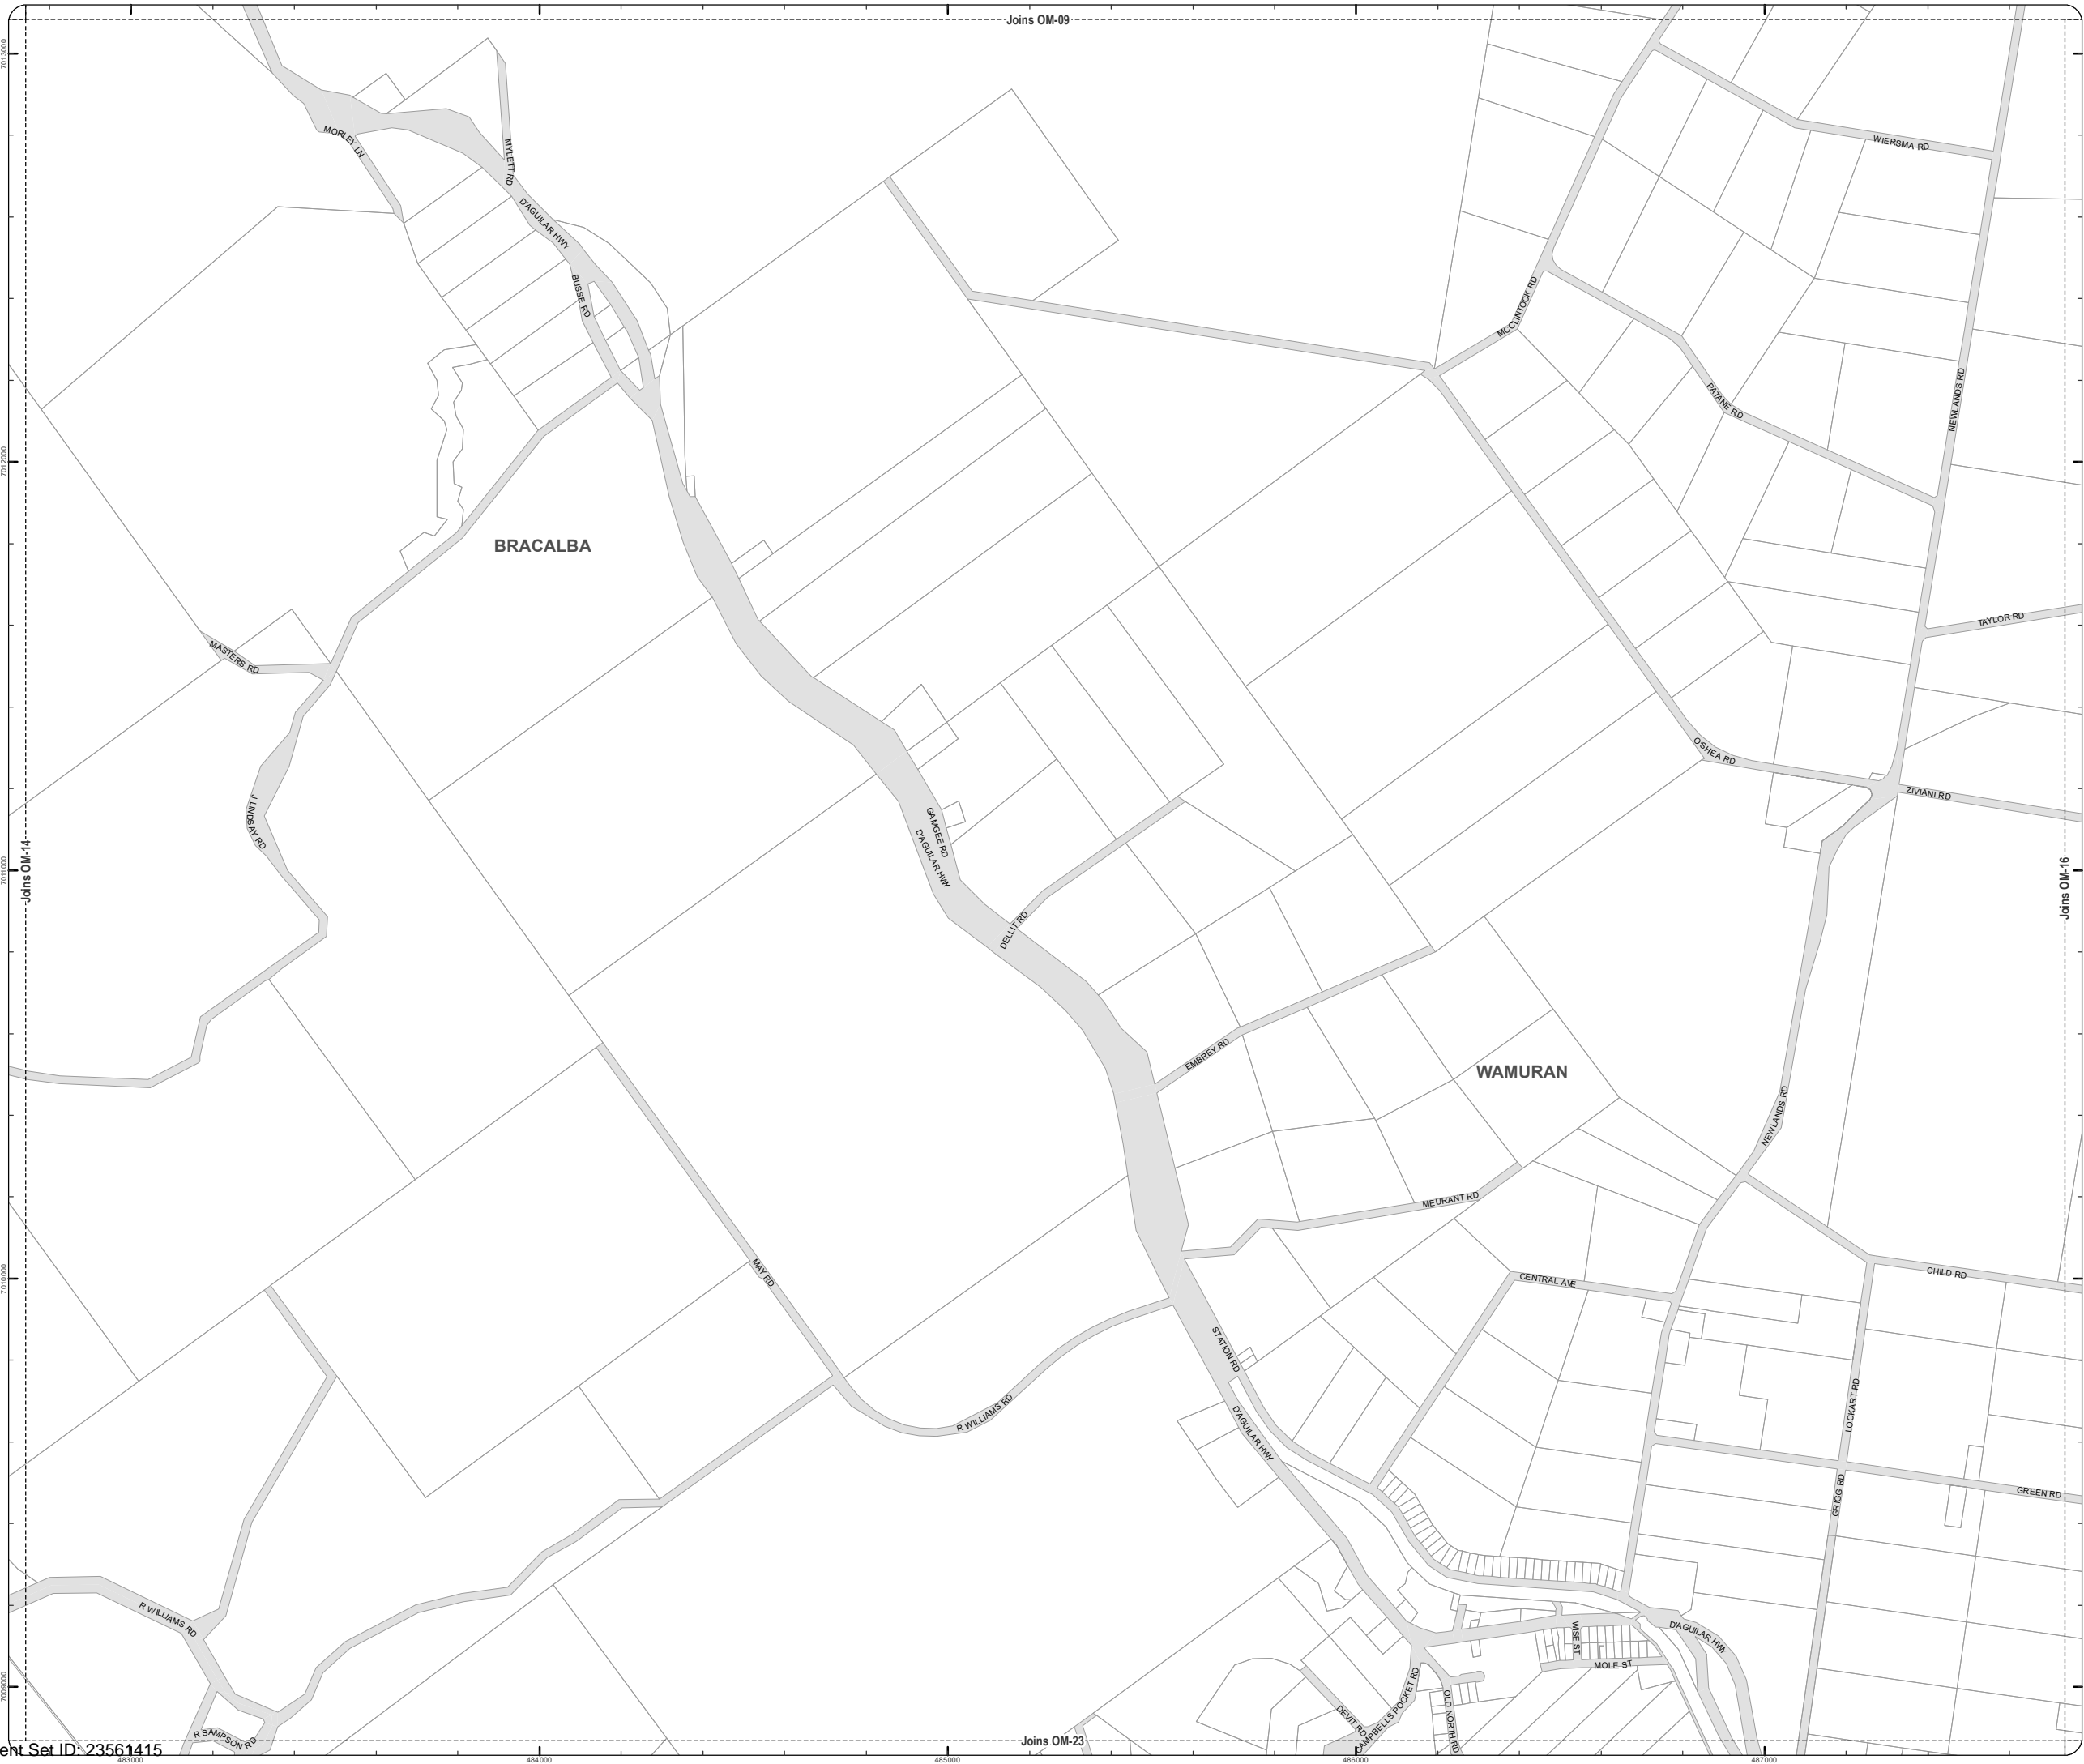 Joins OM-09
7013000
MORLEY LN
MYLETT RD
WIERSMA RD
D'AGUILAR HWY
BUSSE RD
MCCLINTOCK RD
PATANE RD
NEWLANDS RD
7012000
BRACALBA
TAYLOR RD
MASTERS RD
OSHEA RD
ZIVIANI RD
J LINDSAY RD
GAMGEE RD
D'AGUILAR HWY
7011000
Joins OM-14
Joins OM-16
DELLIT RD
EMBREY RD
WAMURAN
NEWLANDS RD
MEURANT RD
7010000
MAY RD
CENTRAL AVE
CHILD RD
STATION RD
R WILLIAMS RD
D'AGUILAR HWY
LOCKART RD
GRIGG RD
GREEN RD
R WILLIAMS RD
WISE ST
D'AGUILAR HWY
MOLE ST
7009000
DEVIT RD
CAMPBELLS POCKET RD
OLD NORTH RD
R SAMPSON RD
Joins OM-23
ent Set ID: 23561415
483000
484000
485000
486000
487000